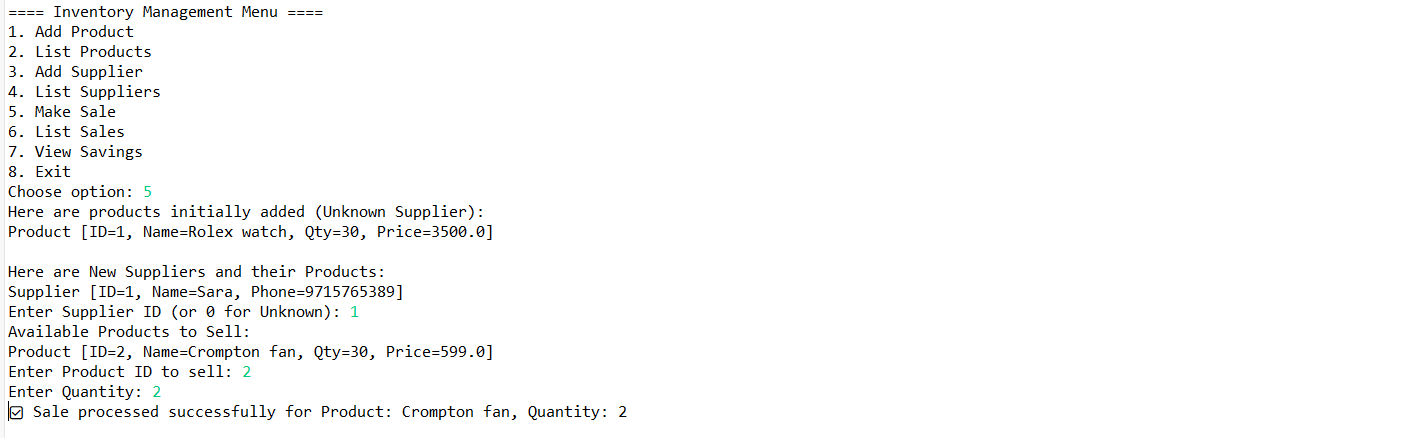 ==== Inventory Management Menu ====
1. Add Product
2. List Products
3. Add Supplier
4. List Suppliers
5. Make Sale
6. List Sales
7. View Savings
8. Exit
Choose option: 5
Here are products initially added (Unknown Supplier):
Product [ID=1, Name=Rolex watch, Qty=30, Price=3500.0]
Here are New Suppliers and their Products:
Supplier [ID=1, Name=Sara, Phone=9715765389]
Enter Supplier ID (or 0 for Unknown): 1
Available Products to Sell:
Product [ID=2, Name=Crompton fan, Qty=30, Price=599.0]
Enter Product ID to sell: 2
Enter Quantity: 2
☑ Sale processed successfully for Product: Crompton fan, Quantity: 2